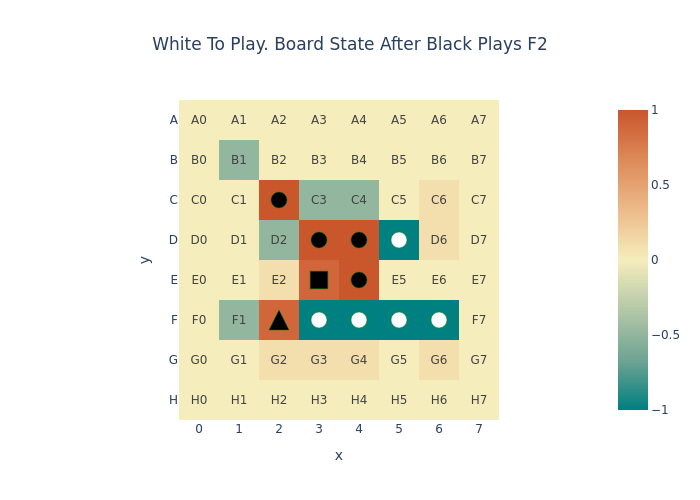 White To Play. Board State After Black Plays F2
A A0 A1 A2 A3 A4 A5 A6 A7
B B0 B1 B2 B3 B4 B5 B6 B7
C C0 C1 C3 C4 C5 C6 C7
D D0 D1 D2 D6 D7
E E0 E1 E2 E5 E6 E7
F F0 F1 F7
G G0 G1 G2 G3 G4 G5 G6 G7
H H0 H1 H2 H3 H4 H5 H6 H7
0 1 2 3 4 5 6 7
x
y
1
0.5
0
−0.5
−1